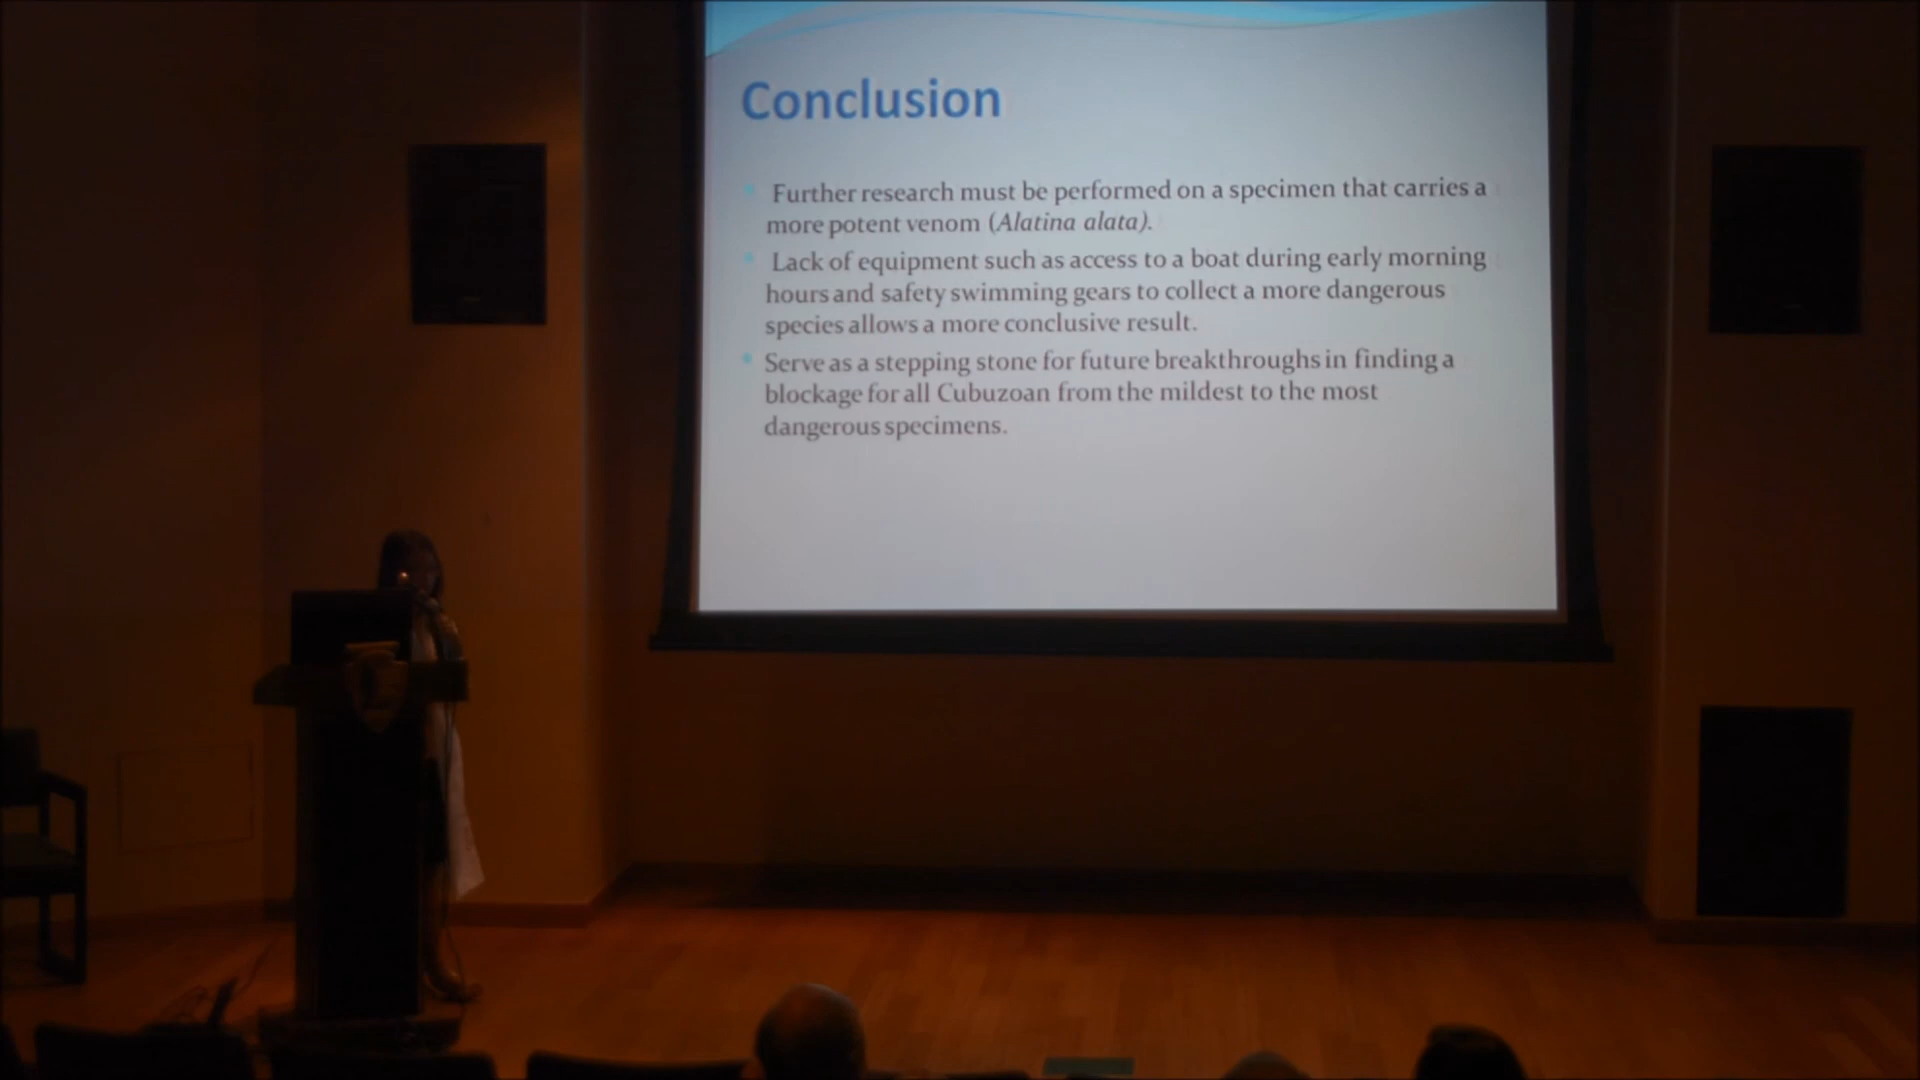 Conclusion
Further research must be performed on a specimen that carries a
more potent venom (Alatina alata).
Lack of equipment such as access to a boat during early morning
hours and safety swimming gears to collect a more dangerous
species allows a more conclusive result.
Serve as a stepping stone for future breakthroughs in finding a
blockage for all Cubuzoan from the mildest to the most
dangerous specimens.